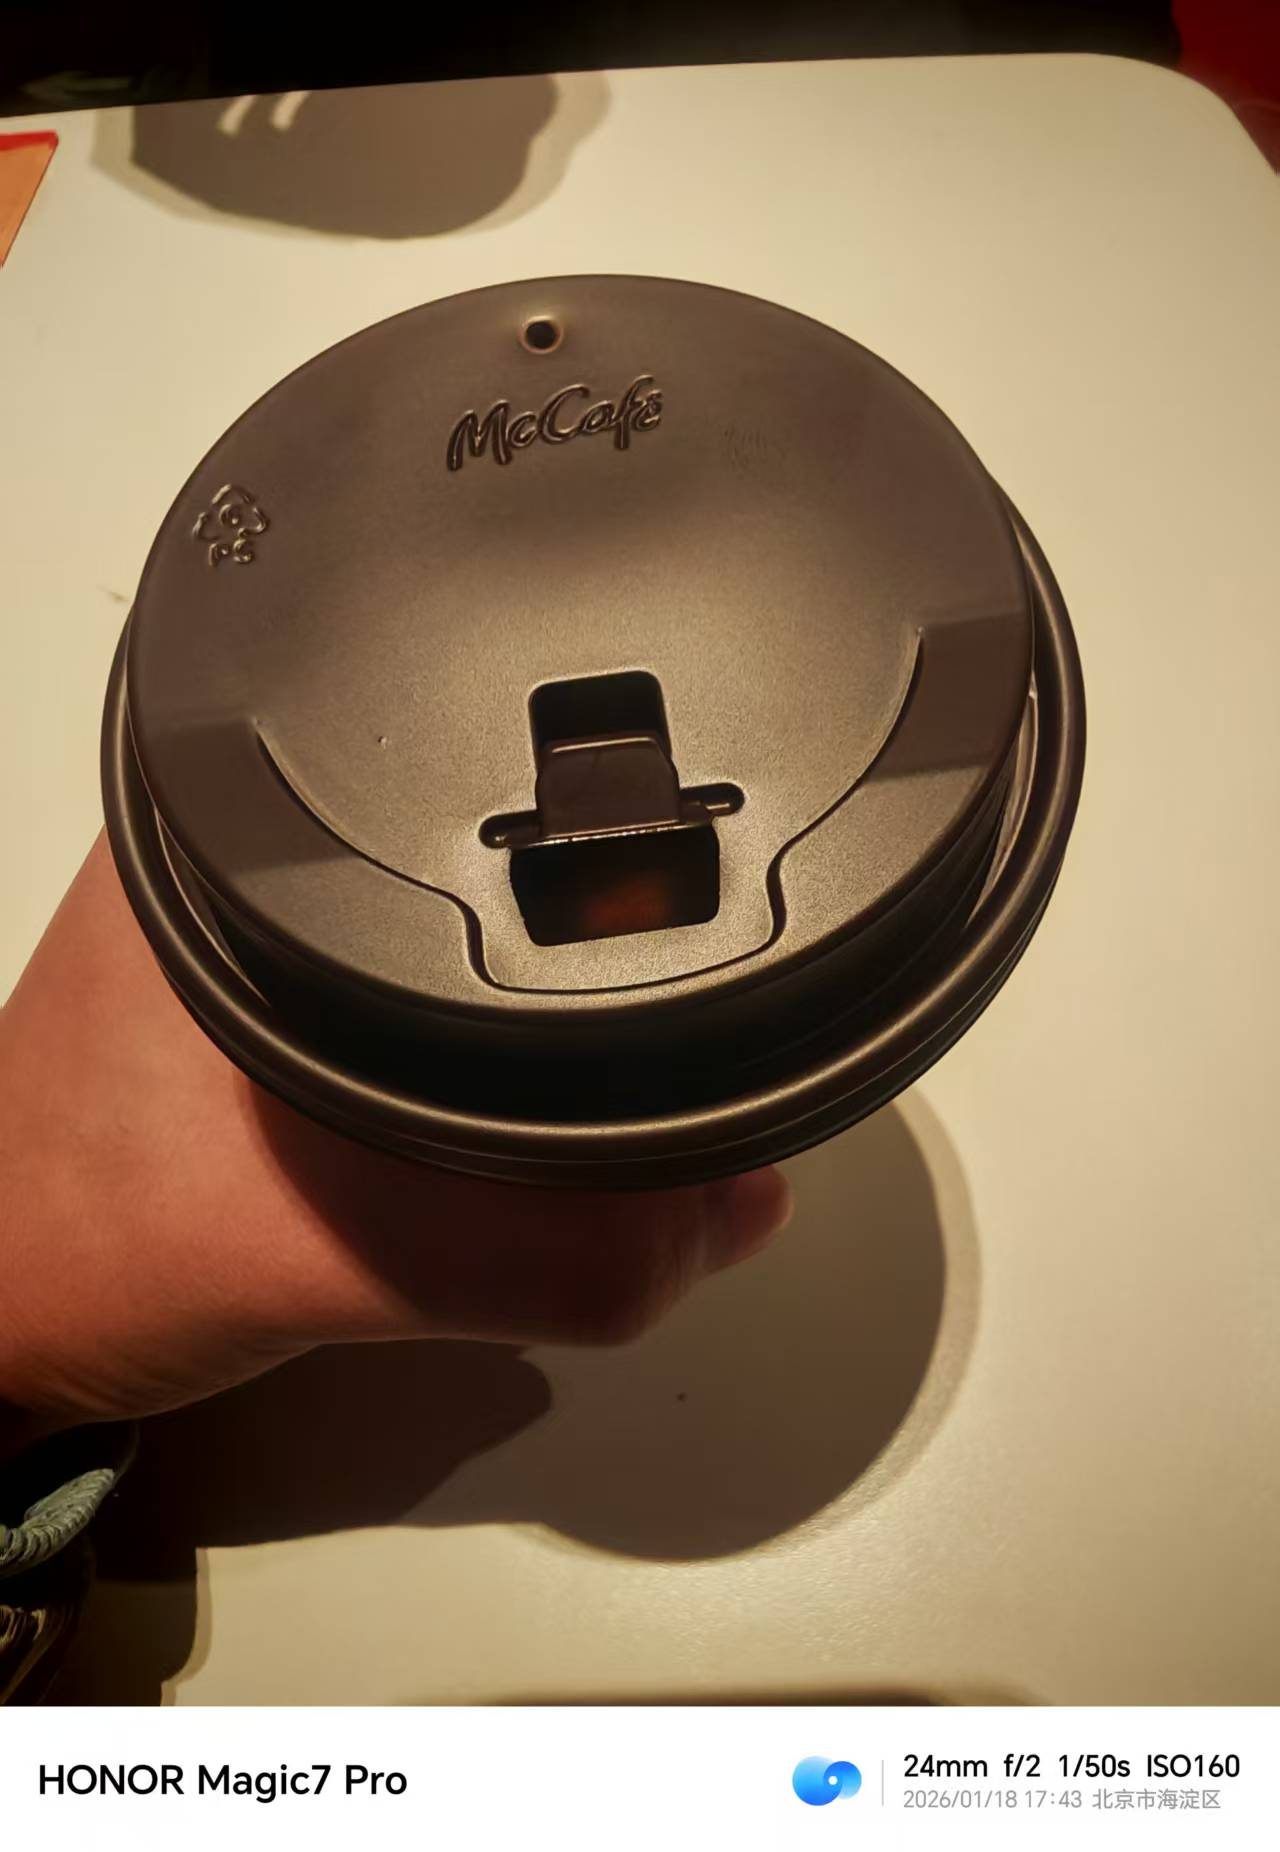 McCafé
HONOR Magic7 Pro
24mm f/2 1/50s ISO160
2026/01/18 17:43 北京市海淀区